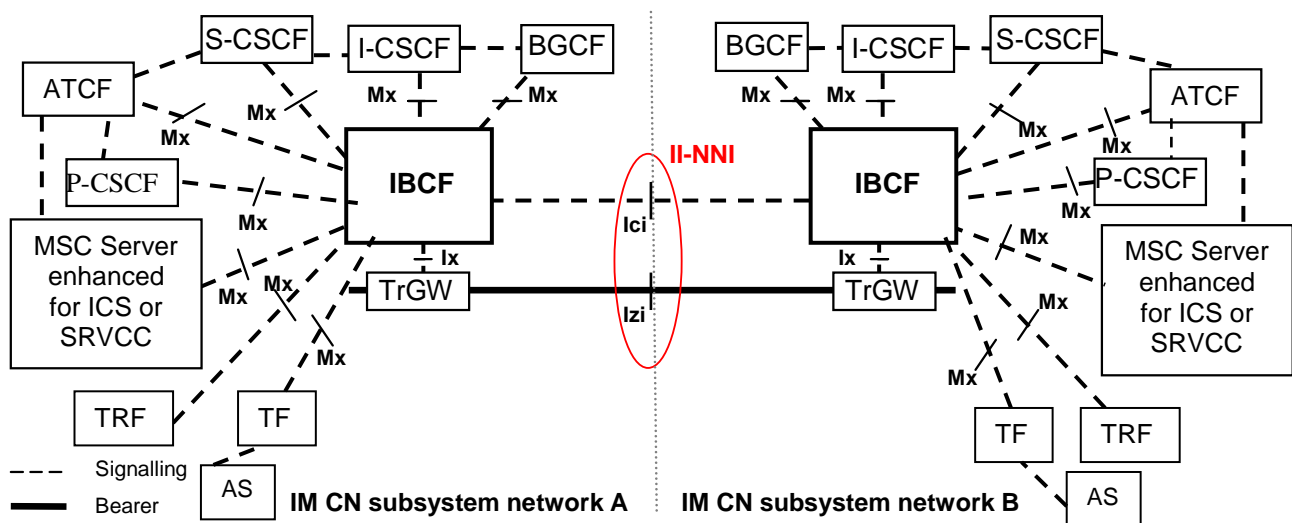 S-CSCF
I-CSCF
BGCF
BGCF
I-CSCF
S-CSCF
ATCF
ATCF
Mx
Mx
Mx
Mx
Mx
Mx
Mx
Mx
II-NNI
P-CSCF
IBCF
IBCF
P-CSCF
Mx
Mx
Ici
MSC Server
enhanced
for ICS or
SRVCC
MSC Server
enhanced
for ICS or
SRVCC
Mx
Mx
Mx
Mx
Mx
Mx
Ix
Ix
TrGW
TrGW
Izi
TRF
TF
TF
TRF
AS
AS
Signalling
Bearer
IM CN subsystem network A
IM CN subsystem network B